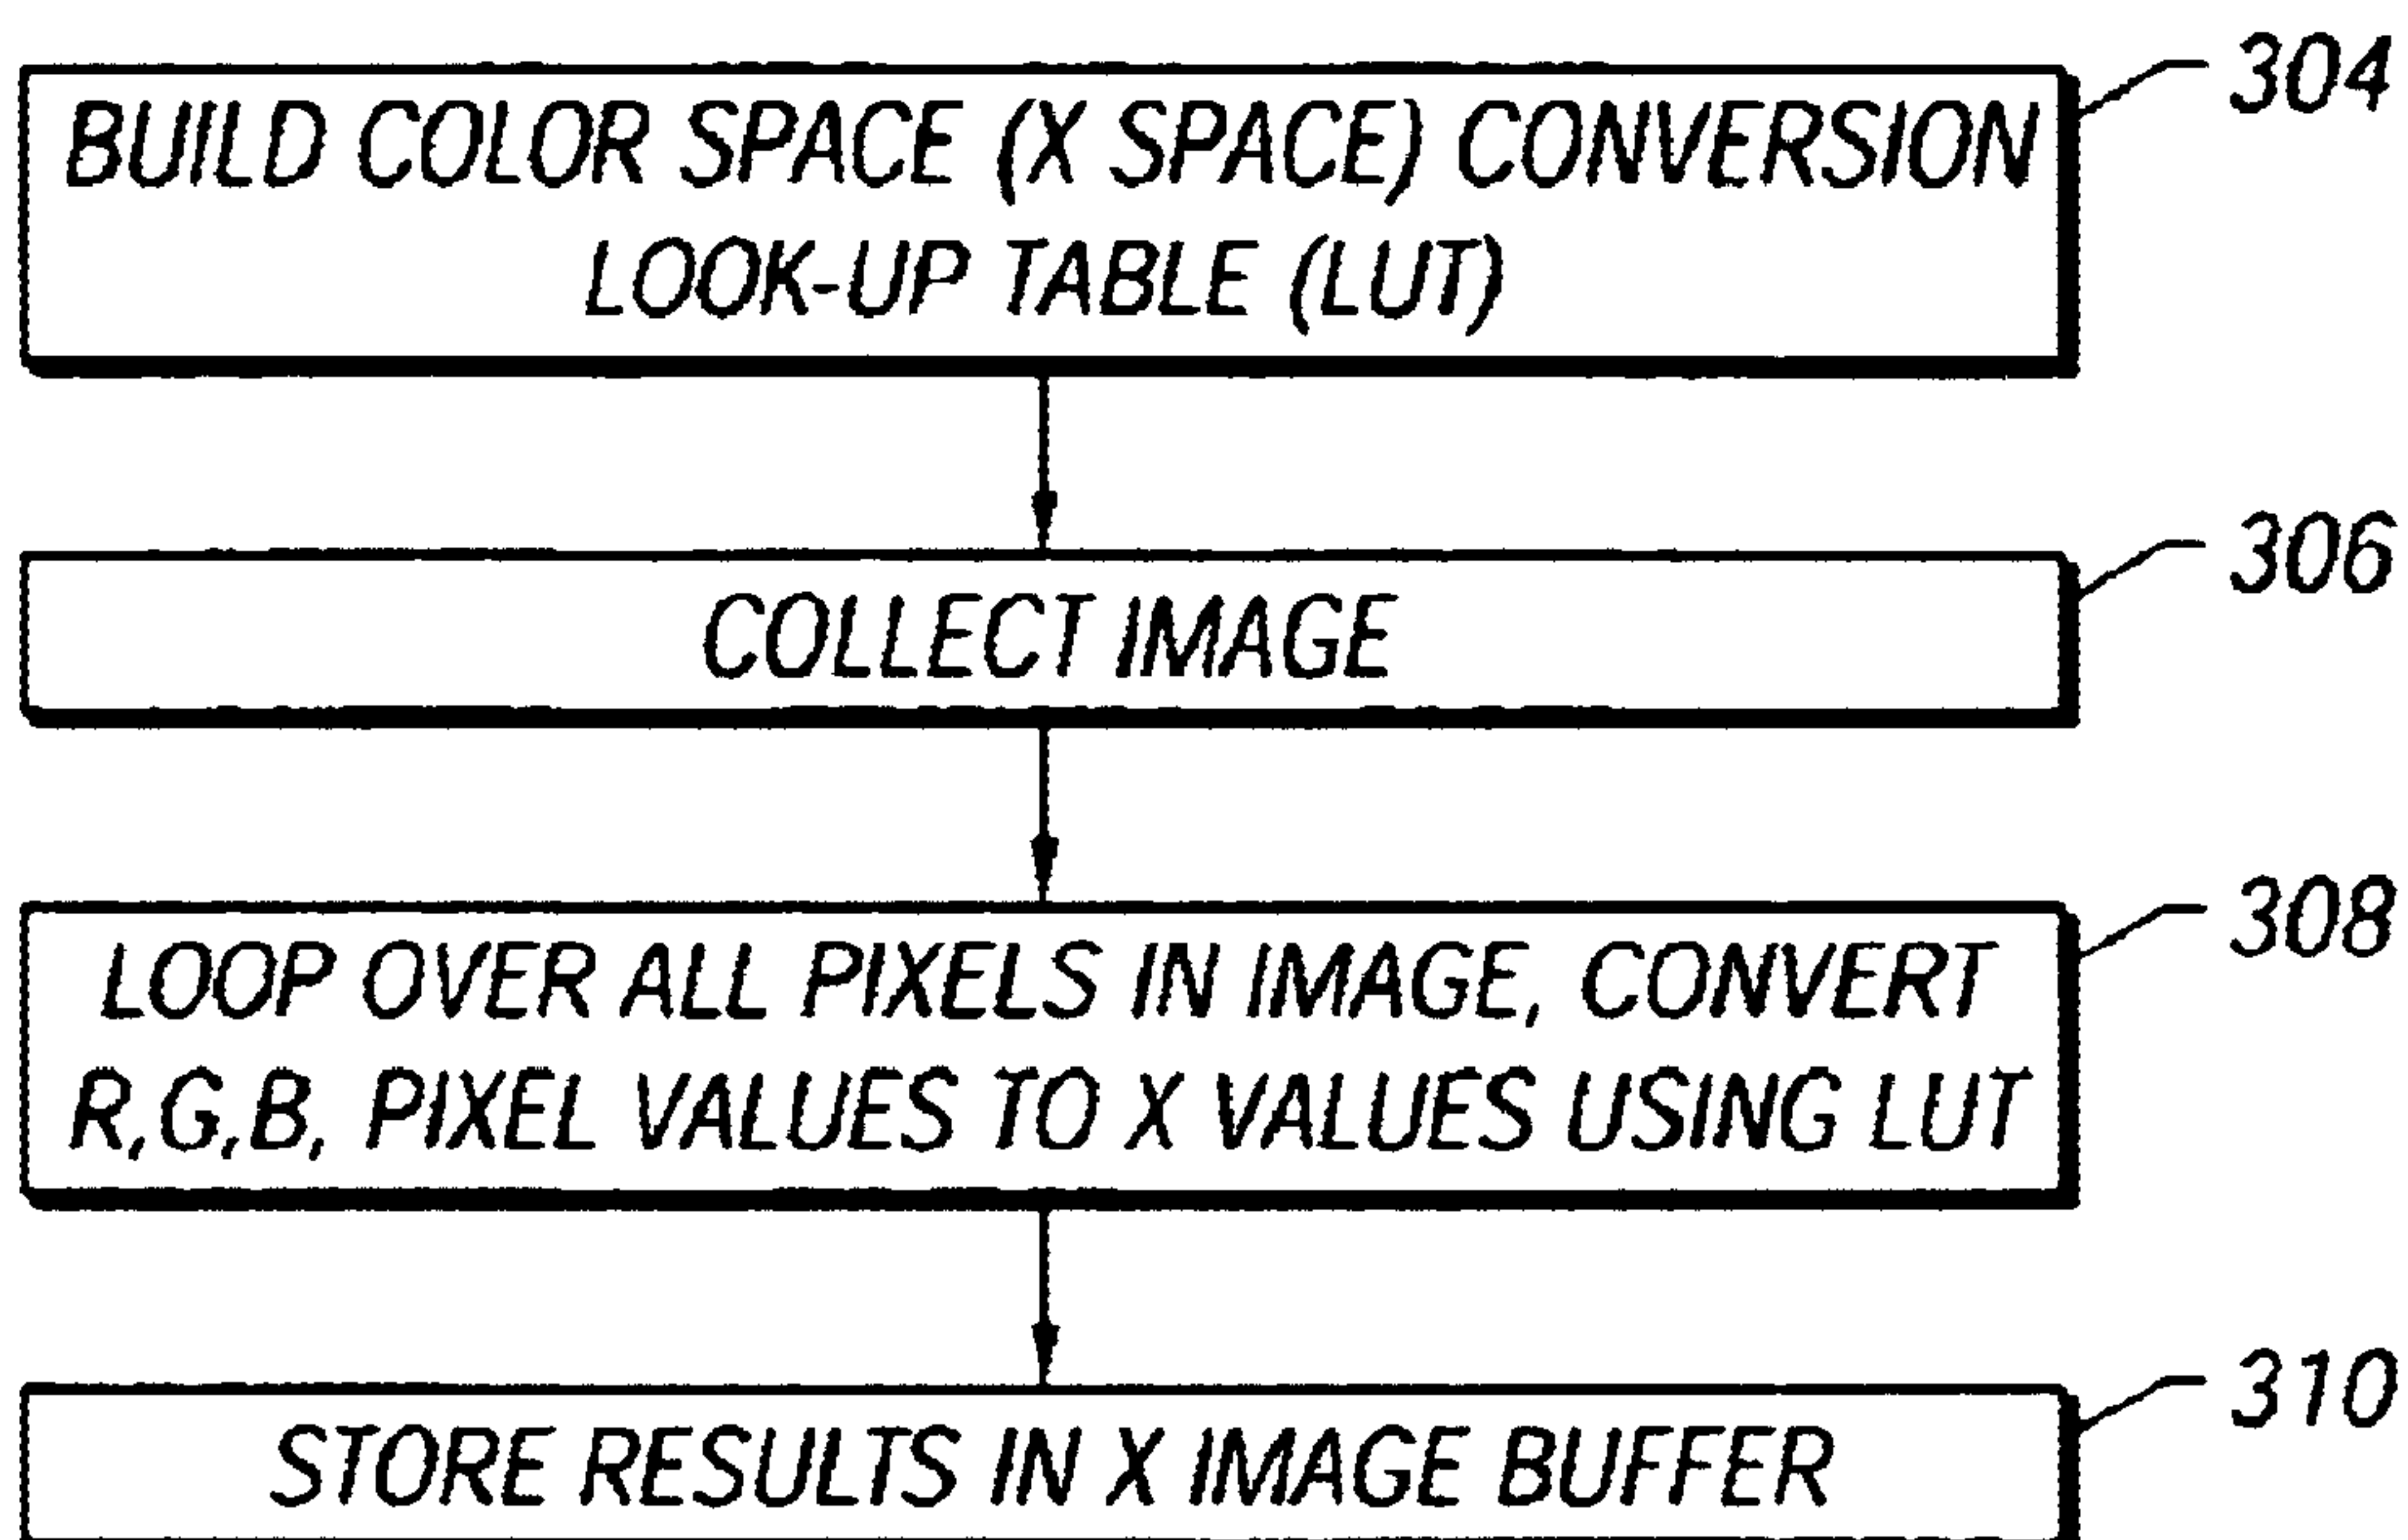 304
BUILD COLOR SPACE (X SPACE) CONVERSION
LOOK-UP TABLE (LUT)
306
COLLECT IMAGE
308
LOOP OVER ALL PIXELS IN IMAGE, CONVERT
R,G,B, PIXEL VALUES TO X VALUES USING LUT
310
STORE RESULTS IN X IMAGE BUFFER